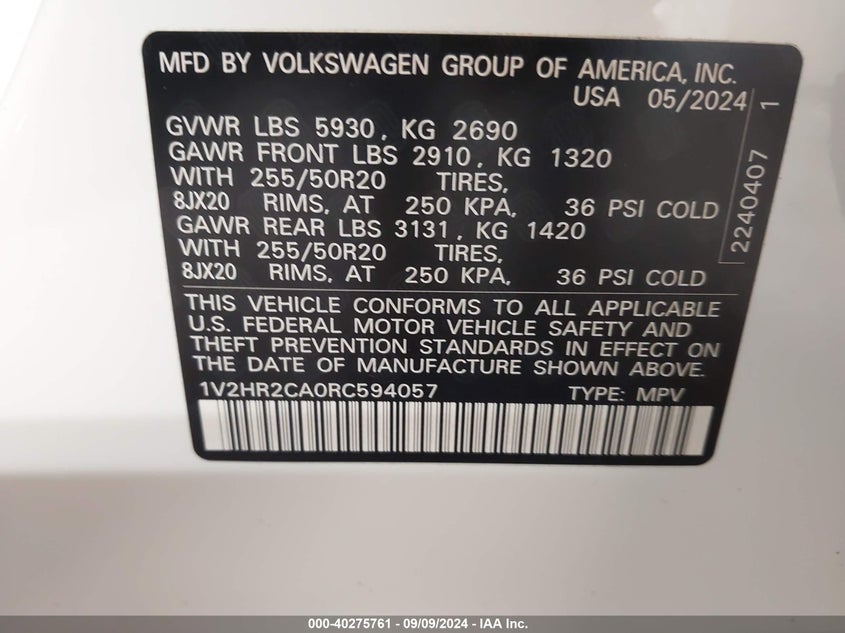 MFD BY VOLKSWAGEN GROUP OF AMERICA, INC.
USA 05/2024
GVWR LBS 5930, KG 2690
GAWR FRONT LBS 2910, KG 1320
WITH 255/50R20 TIRES,
8JX20 RIMS, AT 250 KPA, 36 PSI COLD
GAWR REAR LBS 3131, KG 1420
WITH 255/50R20 TIRES,
8JX20 RIMS, AT 250 KPA, 36 PSI COLD
2240407 1
THIS VEHICLE CONFORMS TO ALL APPLICABLE
U.S. FEDERAL MOTOR VEHICLE SAFETY AND
THEFT PREVENTION STANDARDS IN EFFECT ON
THE DATE OF MANUFACTURE SHOWN ABOVE.
1V2HR2CA0RC594057 TYPE: MPV
000-40275761 - 09/09/2024 - IAA Inc.